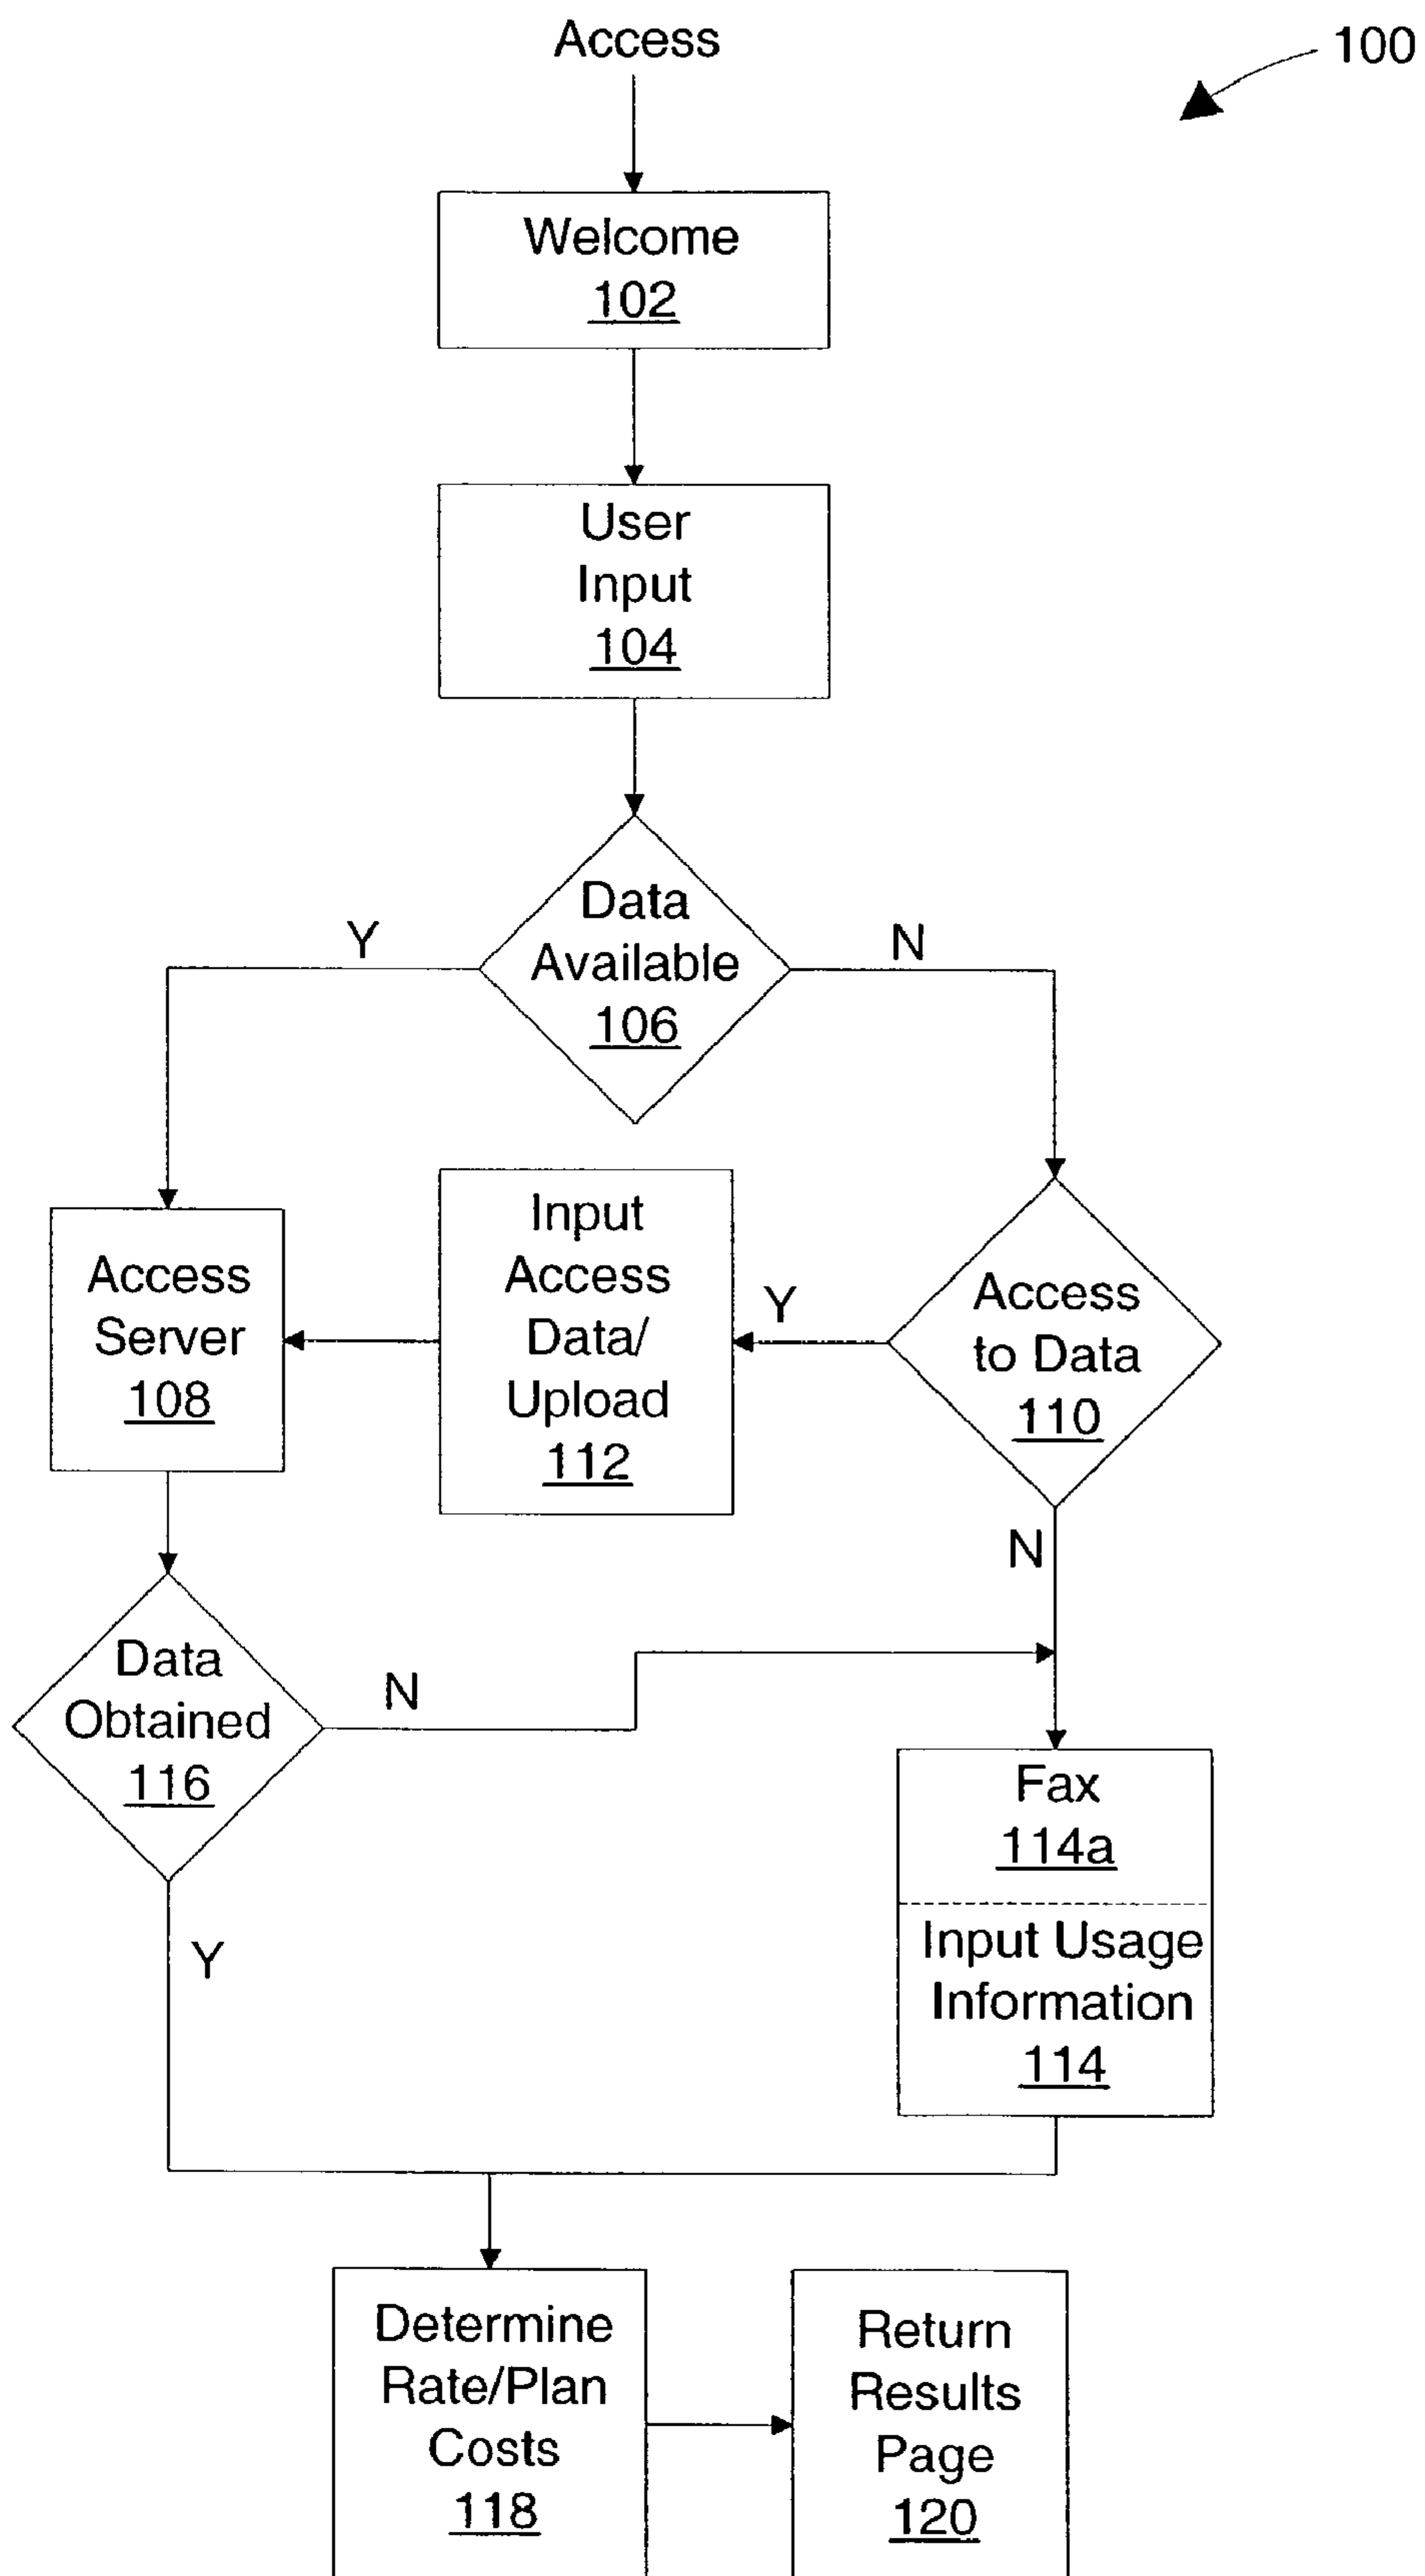 Access
100
Welcome
102
User
Input
104
Data
Available
106
Y
N
Input
Access
Data/
Upload
112
Access
Server
108
Y
Access
to Data
110
N
Data
Obtained
116
N
Y
Fax
114a
Input Usage
Information
114
Determine
Rate/Plan
Costs
118
Return
Results
Page
120